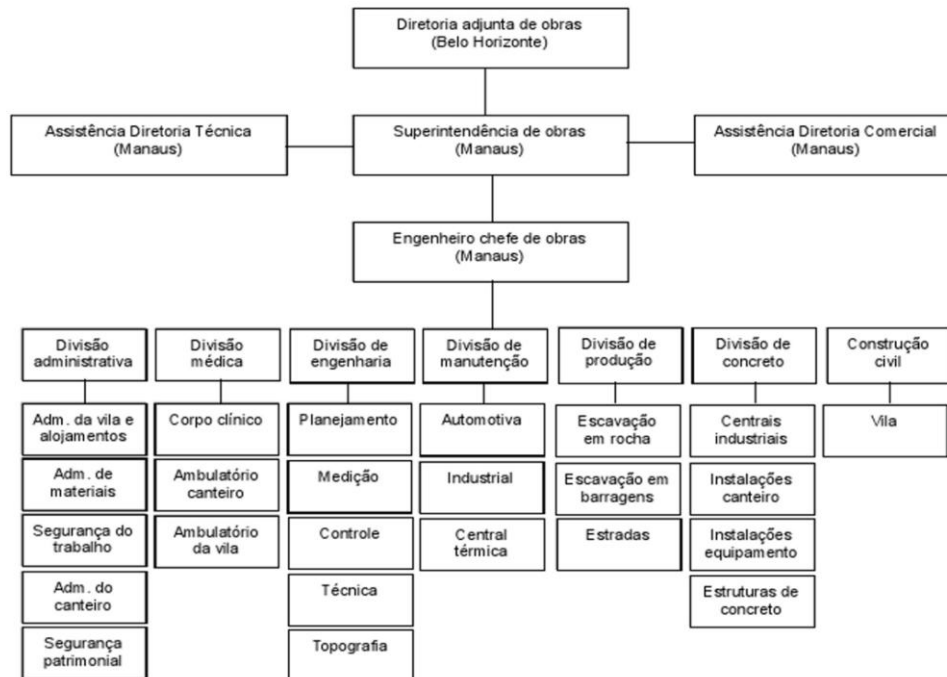 Diretoria adjunta de obras
(Belo Horizonte)
Assistência Diretoria Técnica
(Manaus)
Superintendência de obras
(Manaus)
Assistência Diretoria Comercial
(Manaus)
Engenheiro chefe de obras
(Manaus)
Divisão
administrativa
Adm. da vila e
alojamentos
Adm. de
materiais
Segurança do
trabalho
Adm. do
canteiro
Segurança
patrimonial
Divisão
médica
Corpo clínico
Ambulatório
canteiro
Ambulatório
da vila
Divisão de
engenharia
Planejamento
Medição
Controle
Técnica
Topografia
Divisão de
manutenção
Automotiva
Industrial
Central
térmica
Divisão de
produção
Escavação
em rocha
Escavação em
barragens
Estradas
Divisão de
concreto
Centrais
industriais
Instalações
canteiro
Instalações
equipamento
Estruturas de
concreto
Construção
civil
Vila